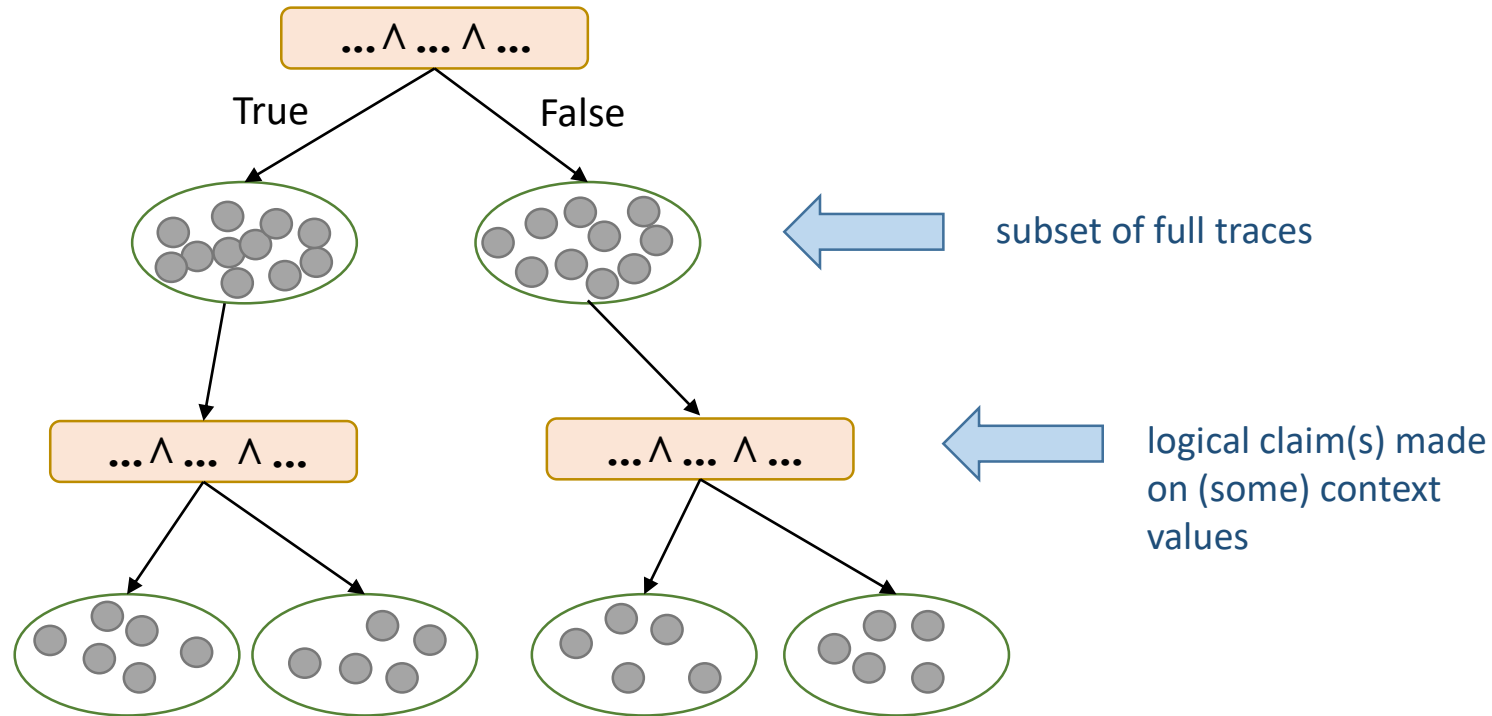 ... ∧ ... ∧ ...
True
False
subset of full traces
... ∧ ... ∧ ...
... ∧ ... ∧ ...
logical claim(s) made
on (some) context
values